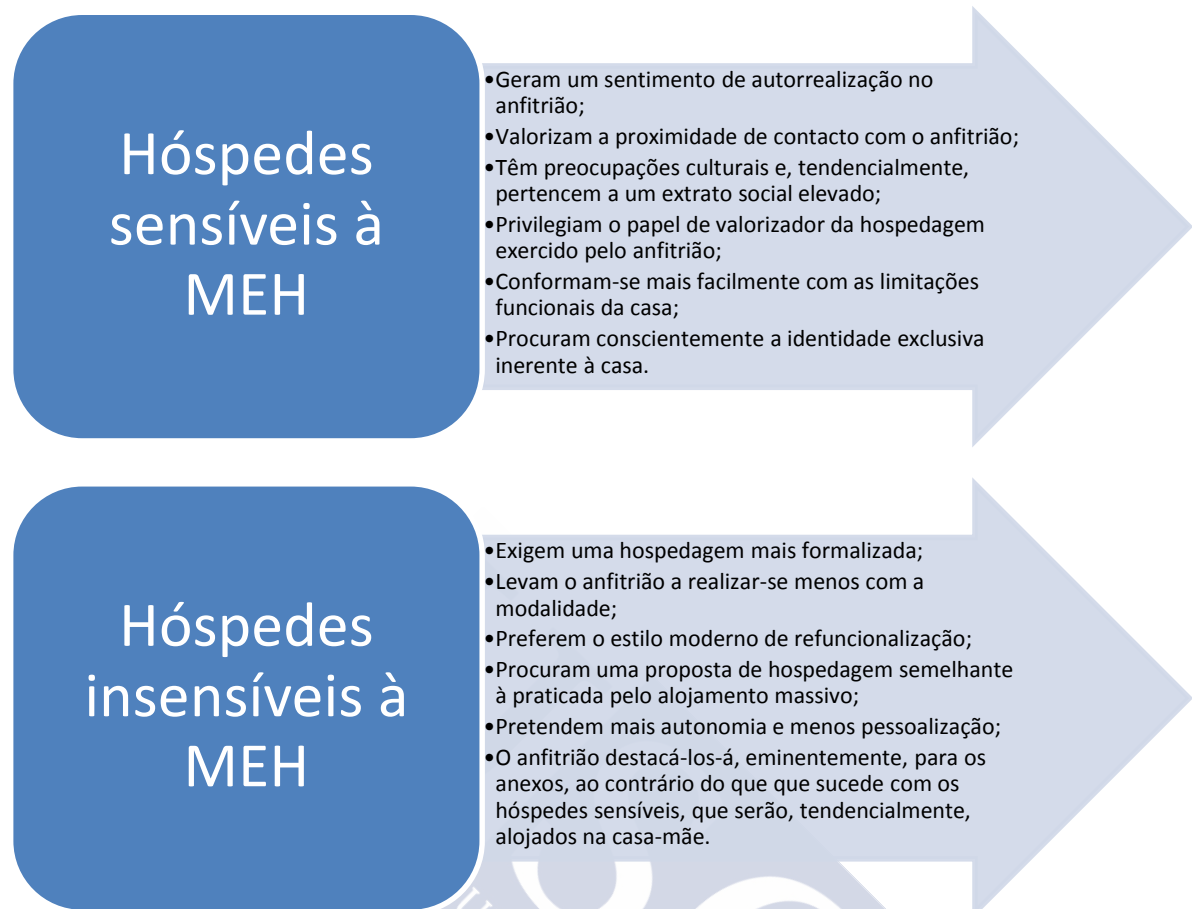 Hóspedes
sensíveis à
MEH
•Geram um sentimento de autorrealização no
anfitrião;
•Valorizam a proximidade de contacto com o anfitrião;
•Têm preocupações culturais e, tendencialmente,
pertencem a um extrato social elevado;
•Privilegiam o papel de valorizador da hospedagem
exercido pelo anfitrião;
•Conformam-se mais facilmente com as limitações
funcionais da casa;
•Procuram conscientemente a identidade exclusiva
inerente à casa.
Hóspedes
insensíveis à
MEH
•Exigem uma hospedagem mais formalizada;
•Levam o anfitrião a realizar-se menos com a
modalidade;
•Preferem o estilo moderno de refuncionalização;
•Procuram uma proposta de hospedagem semelhante
à praticada pelo alojamento massivo;
•Pretendem mais autonomia e menos pessoalização;
•O anfitrião destacá-los-á, eminentemente, para os
anexos, ao contrário do que que sucede com os
hóspedes sensíveis, que serão, tendencialmente,
alojados na casa-mãe.